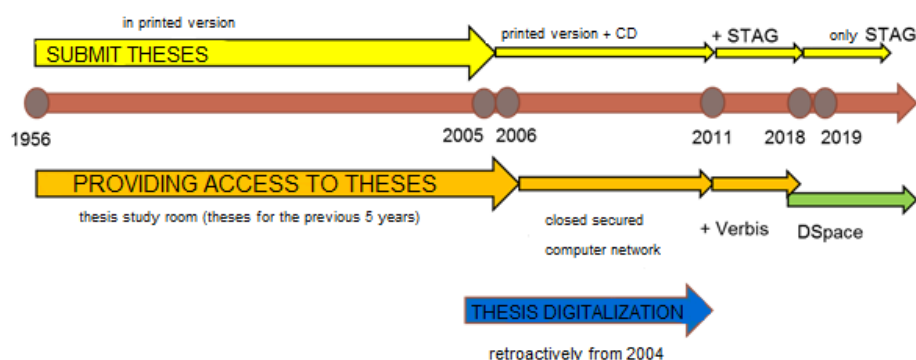 in printed version
printed version + CD
+ STAG
only STAG
SUBMIT THESES
1956
2005
2006
2011
2018
2019
PROVIDING ACCESS TO THESES
thesis study room (theses for the previous 5 years)
closed secured
computer network
+ Verbis
DSpace
THESIS DIGITALIZATION
retroactively from 2004